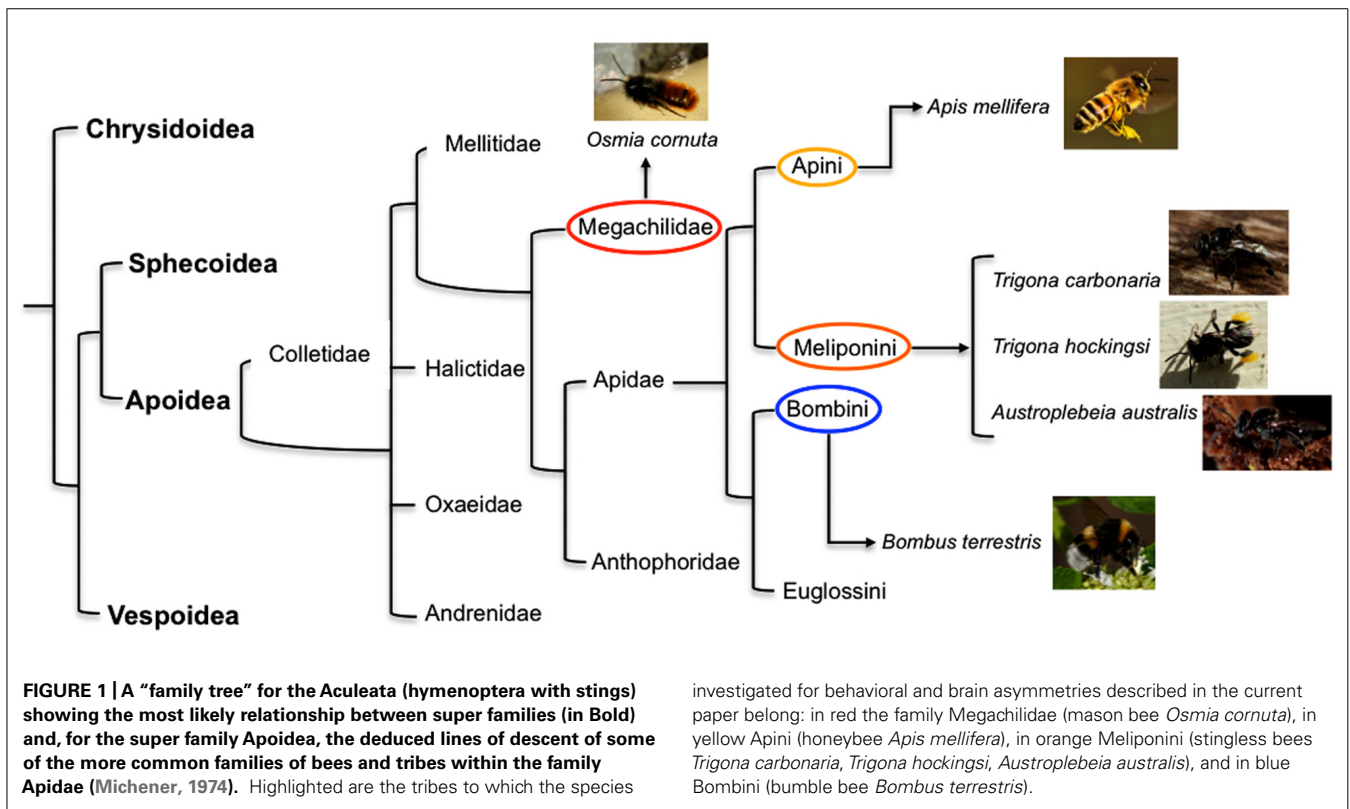 Chrysidoidea
Sphecoidea
Apoidea
Vespoidea
Colletidae
Mellitidae
Halictidae
Oxaeidae
Andrenidae
Osmia cornuta
Megachilidae
Apidae
Anthophoridae
Apini
Meliponini
Bombini
Euglossini
Apis mellifera
Trigona carbonaria
Trigona hockingsi
Austroplebeia australis
Bombus terrestris
FIGURE 1 | A “family tree” for the Aculeata (hymenoptera with stings)
showing the most likely relationship between super families (in Bold)
and, for the super family Apoidea, the deduced lines of descent of some
of the more common families of bees and tribes within the family
Apidae (Michener, 1974). Highlighted are the tribes to which the species
investigated for behavioral and brain asymmetries described in the current
paper belong: in red the family Megachilidae (mason bee Osmia cornuta), in
yellow Apini (honeybee Apis mellifera), in orange Meliponini (stingless bees
Trigona carbonaria, Trigona hockingsi, Austroplebeia australis), and in blue
Bombini (bumble bee Bombus terrestris).